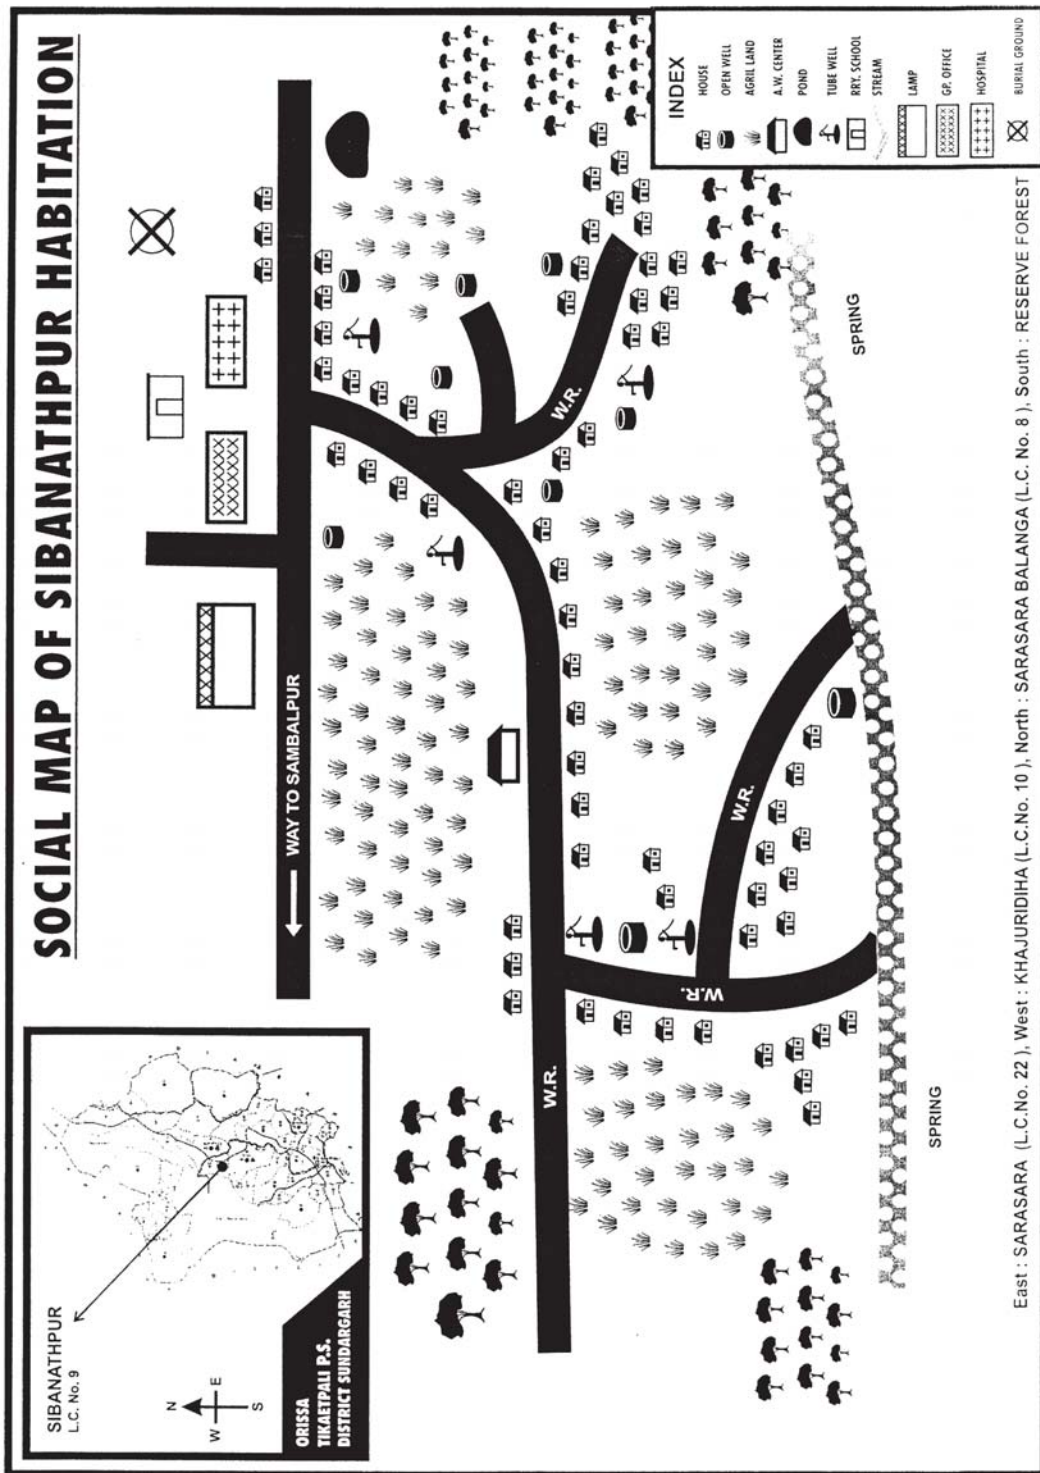 SOCIAL MAP OF SIBANATHPUR HABITATION
SIBANATHPUR
L.C. No. 9
N
W E
S
ORISSA
TIKAETPALI P.S.
DISTRICT SUNDARGARH
WAY TO SAMBALPUR
W.R.
W.R.
W.R.
W.R.
SPRING
SPRING
INDEX
HOUSE
OPEN WELL
AGRIL LAND
A.W. CENTER
POND
TUBE WELL
RRY. SCHOOL
STREAM
LAMP
GP. OFFICE
HOSPITAL
BURIAL GROUND
East : SARASARA (L.C.No. 22 ), West : KHAJURIDIHA (L.C.No. 10 ), North : SARASARA BALANGA (L.C. No. 8 ), South : RESERVE FOREST